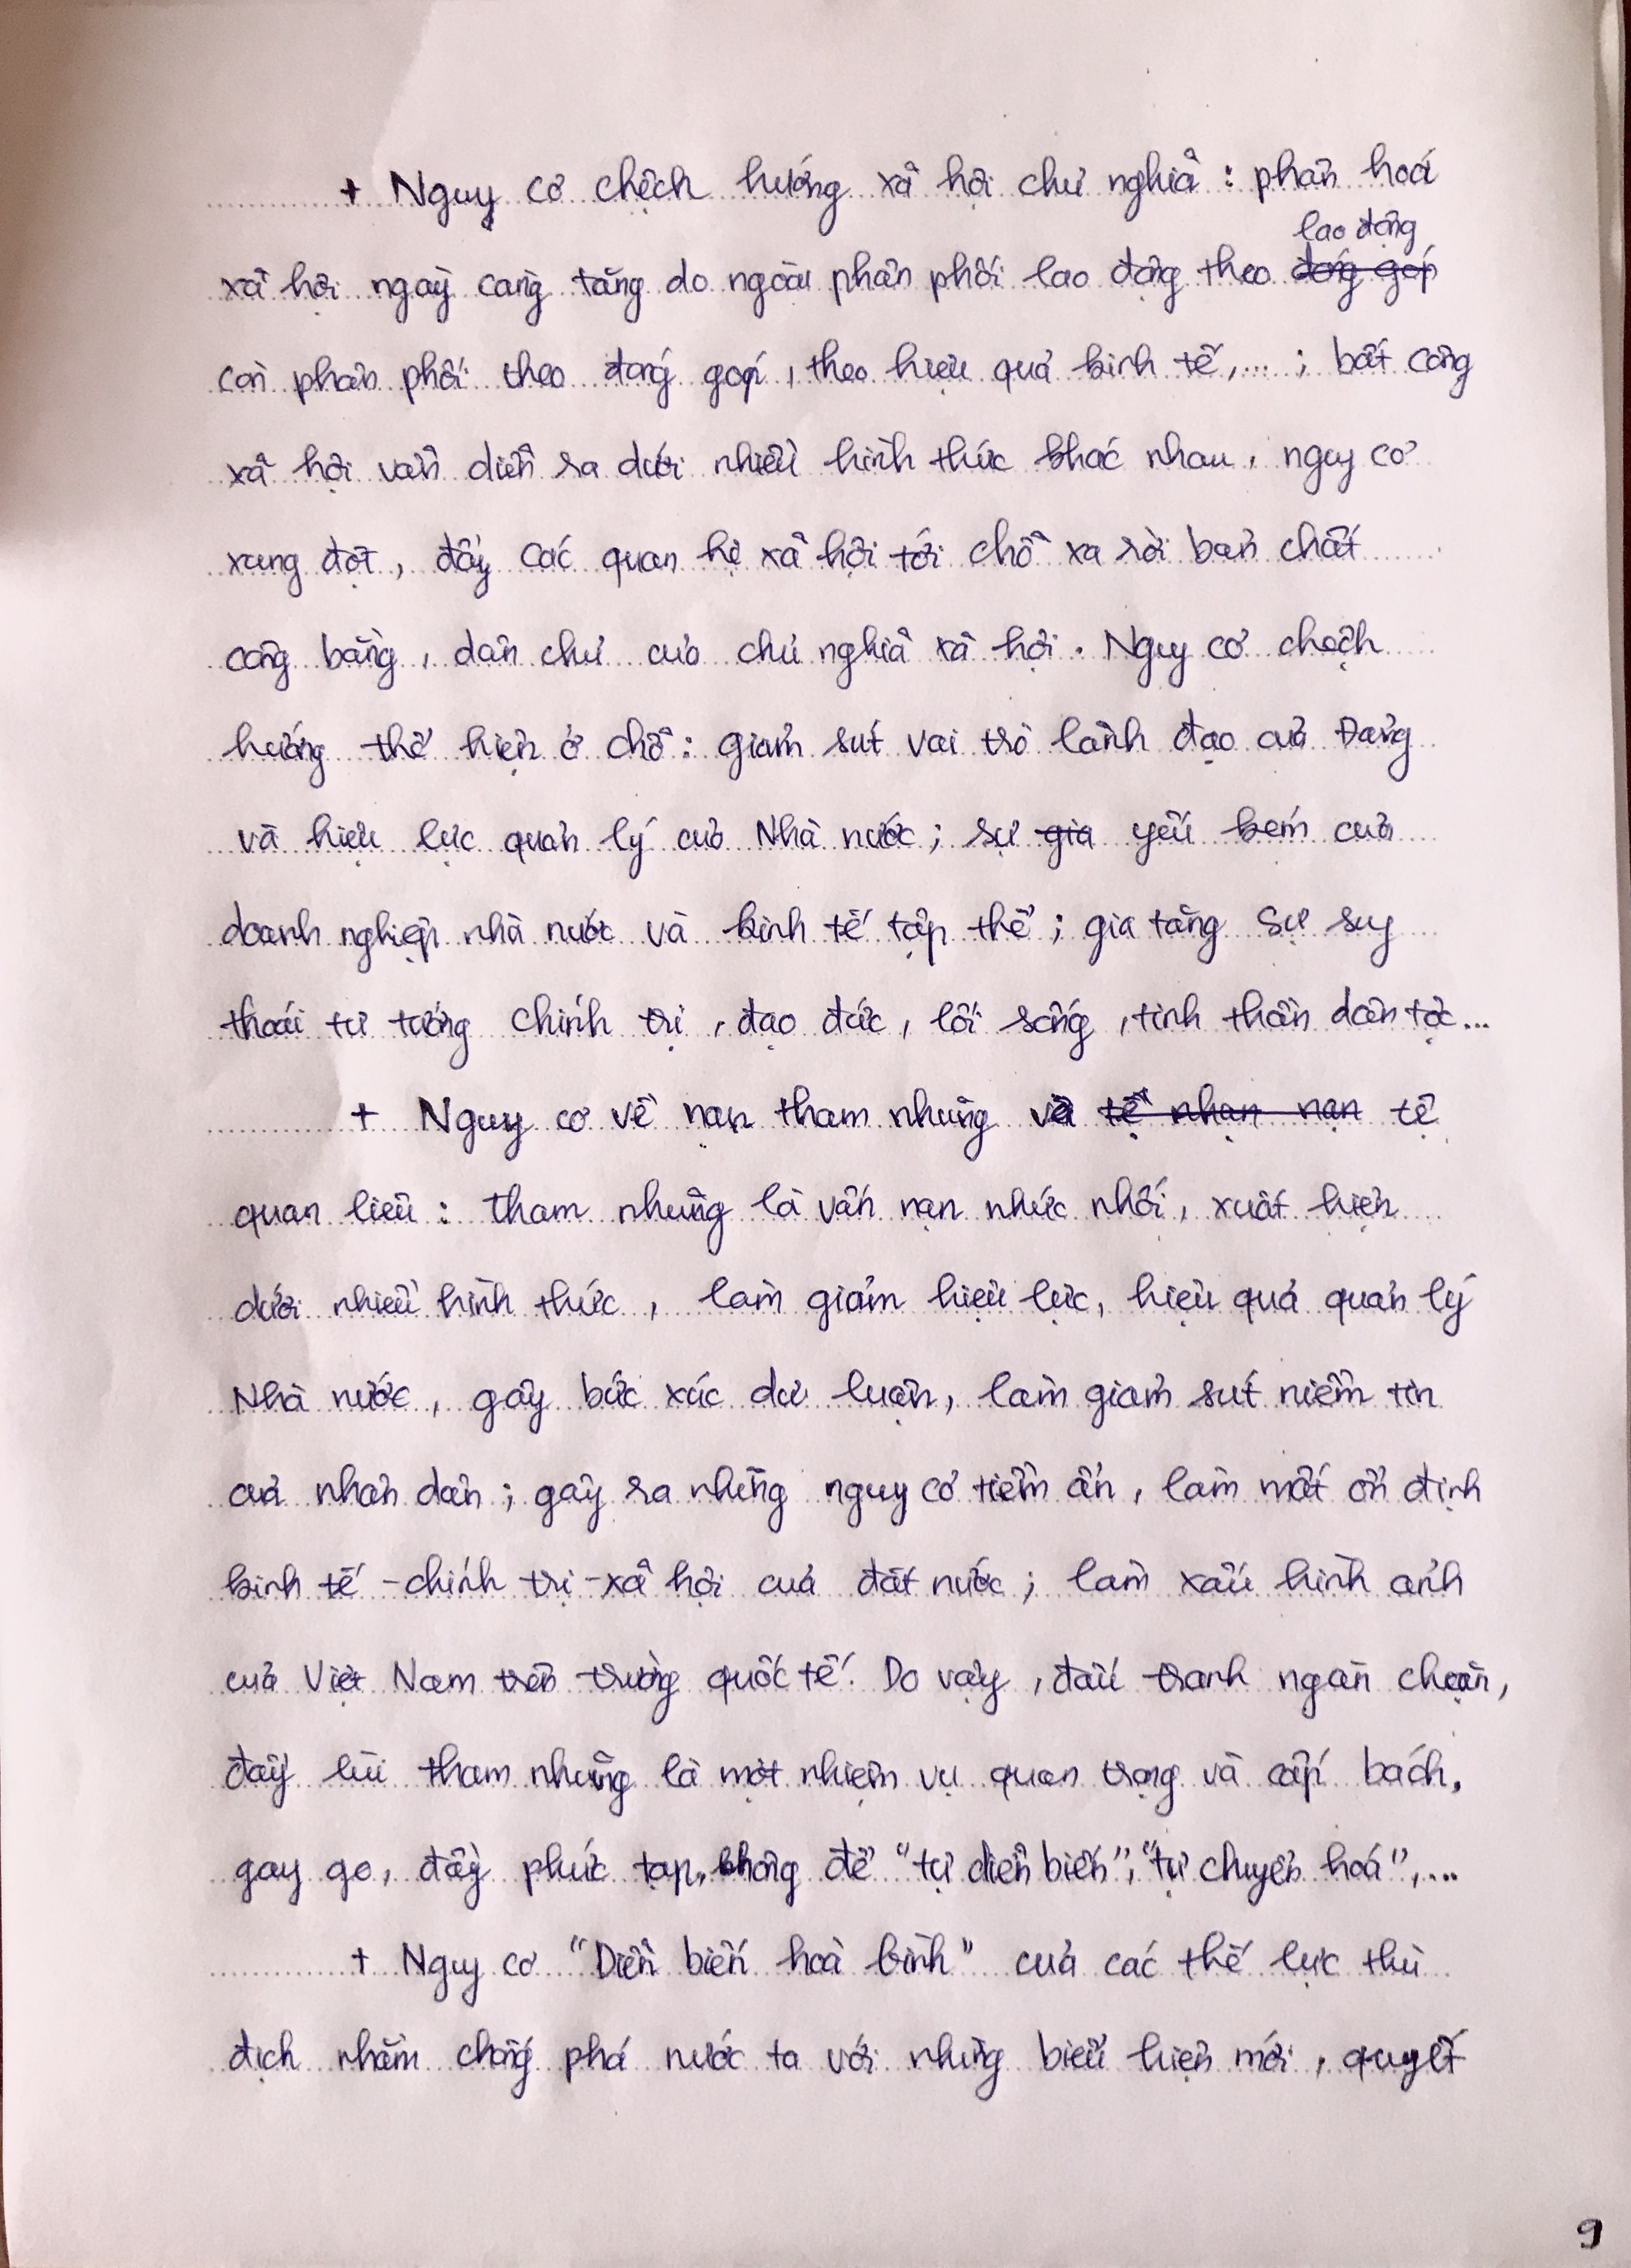 + Nguy cơ chệch hướng xã hội chủ nghĩa : phân hoá
lao động
xã hội ngày càng tăng do ngoài phân phối lao động theo đóng góp
còn phân phối theo đóng góp, theo hiệu quả kinh tế,... ; bất công
xã hội vẫn diễn ra dưới nhiều hình thức khác nhau, nguy cơ
xung đột, đẩy các quan hệ xã hội tới chỗ xa rời bản chất
công bằng, dân chủ của chủ nghĩa xã hội. Nguy cơ chệch
hướng thể hiện ở chỗ : giảm sút vai trò lãnh đạo của Đảng
và hiệu lực quản lý của Nhà nước ; sự gia yếu kém của
doanh nghiệp nhà nước và kinh tế tập thể ; gia tăng sự suy
thoái tư tưởng chính trị, đạo đức, lối sống, tinh thần dân tộc...
+ Nguy cơ về nạn tham nhũng và tệ nhạn nạn tệ
quan liêu : Tham nhũng là vấn nạn nhức nhối, xuất hiện
dưới nhiều hình thức, làm giảm hiệu lực, hiệu quả quản lý
Nhà nước, gây bức xúc dư luận, làm giảm sút niềm tin
của nhân dân ; gây ra những nguy cơ tiềm ẩn, làm mất ổn định
kinh tế - chính trị - xã hội của đất nước ; làm xấu hình ảnh
của Việt Nam trên trường quốc tế. Do vậy, đấu tranh ngăn chặn,
đẩy lùi tham nhũng là một nhiệm vụ quan trọng và cấp bách,
gay go, đầy phức tạp, không để "tự diễn biến", "tự chuyển hoá",...
+ Nguy cơ "Diễn biến hoà bình" của các thế lực thù
địch nhằm chống phá nước ta với những biểu hiện mới, quyết
9